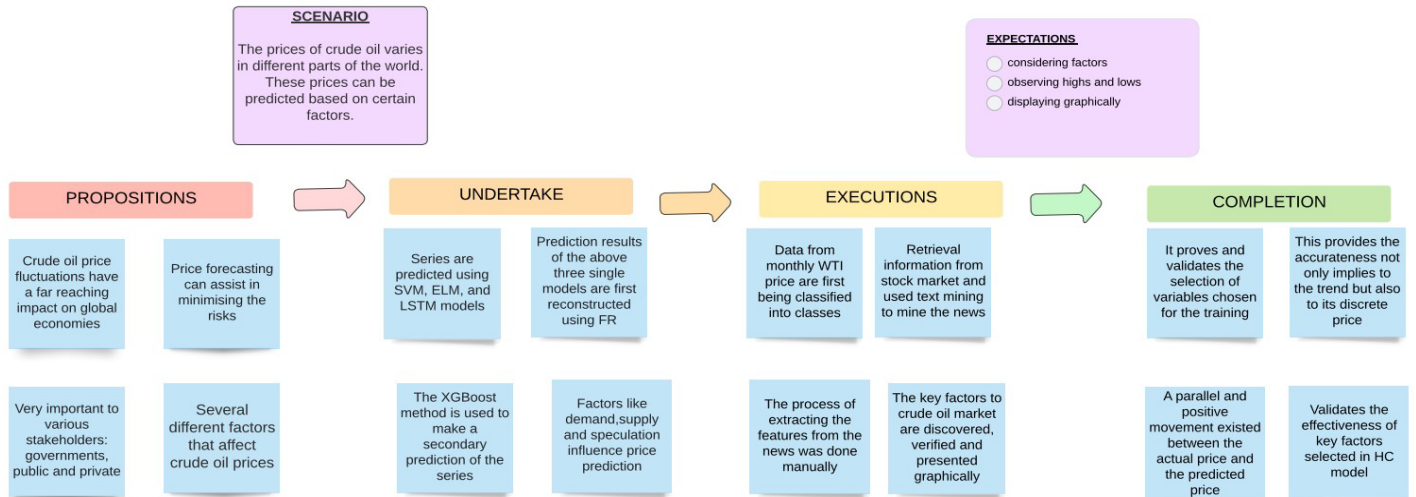 SCENARIO
The prices of crude oil varies
in different parts of the world.
These prices can be
predicted based on certain
factors.
EXPECTATIONS
considering factors
observing highs and lows
displaying graphically
PROPOSITIONS
UNDERTAKE
EXECUTIONS
COMPLETION
Crude oil price
fluctuations have
a far reaching
impact on global
economies
Price forecasting
can assist in
minimising the
risks
Series are
predicted using
SVM, ELM, and
LSTM models
Prediction results
of the above
three single
models are first
reconstructed
using FR
Data from
monthly WTI
price are first
being classified
into classes
Retrieval
information from
stock market and
used text mining
to mine the news
It proves and
validates the
selection of
variables chosen
for the training
This provides the
accurateness not
only implies to
the trend but also
to its discrete
price
Very important to
various
stakeholders:
governments,
public and private
Several
different factors
that affect
crude oil prices
The XGBoost
method is used to
make a
secondary
prediction of the
series
Factors like
demand,supply
and speculation
influence price
prediction
The process of
extracting the
features from the
news was done
manually
The key factors to
crude oil market
are discovered,
verified and
presented
graphically
A parallel and
positive
movement existed
between the
actual price and
the predicted
price
Validates the
effectiveness of
key factors
selected in HC
model